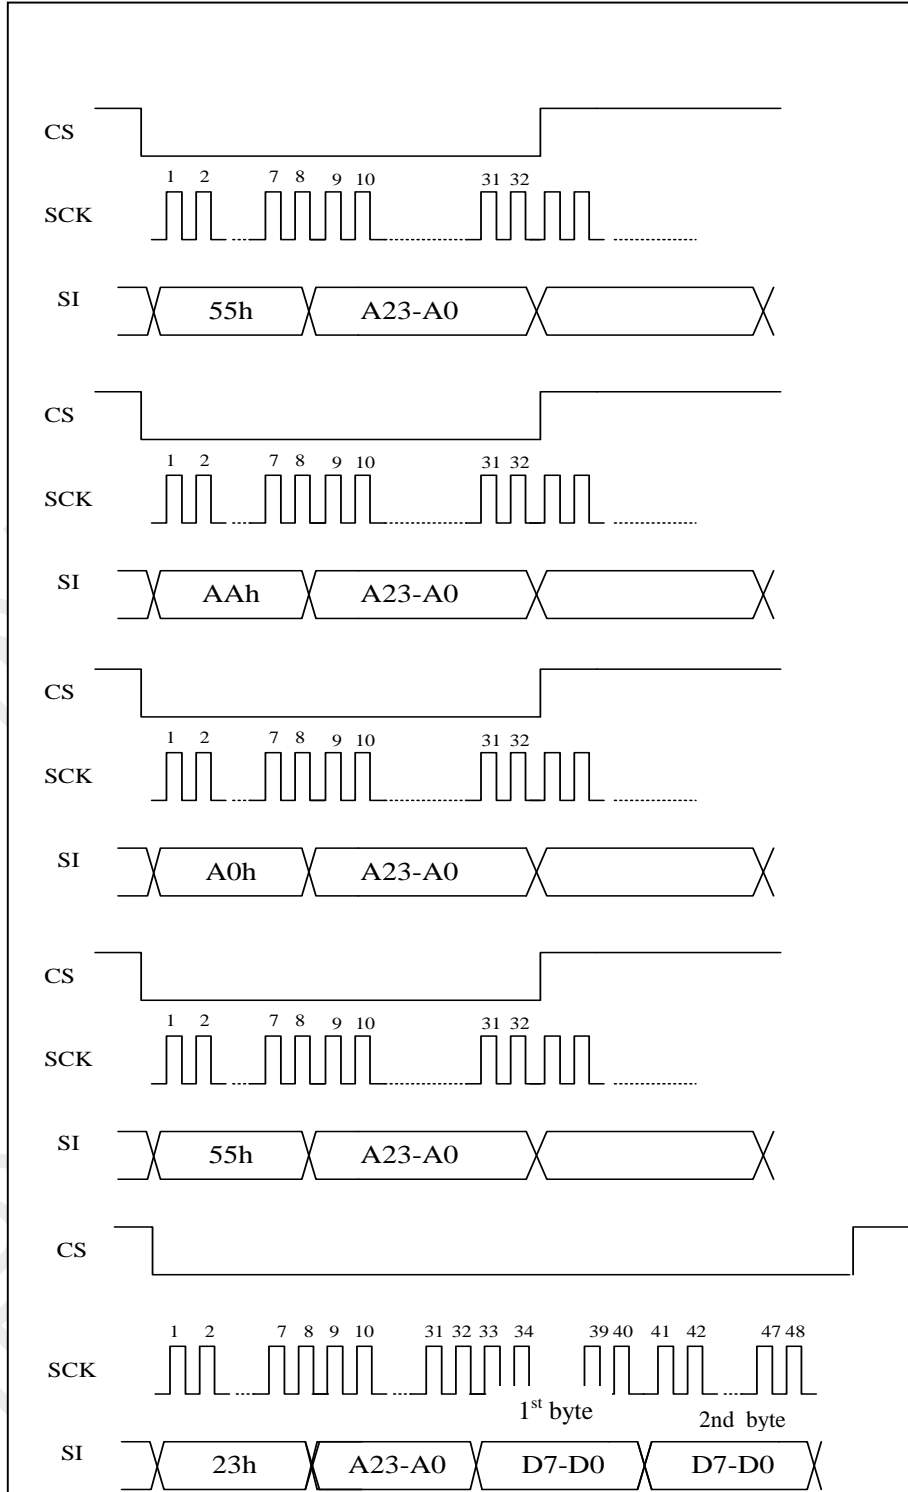 CS
1 2 7 8 9 10 31 32
SCK
SI 55h A23-A0
CS
1 2 7 8 9 10 31 32
SCK
SI AAh A23-A0
CS
1 2 7 8 9 10 31 32
SCK
SI A0h A23-A0
CS
1 2 7 8 9 10 31 32
SCK
SI 55h A23-A0
CS
1 2 7 8 9 10 31 32 33 34 39 40 41 42 47 48
SCK
1st byte 2nd byte
SI 23h A23-A0 D7-D0 D7-D0